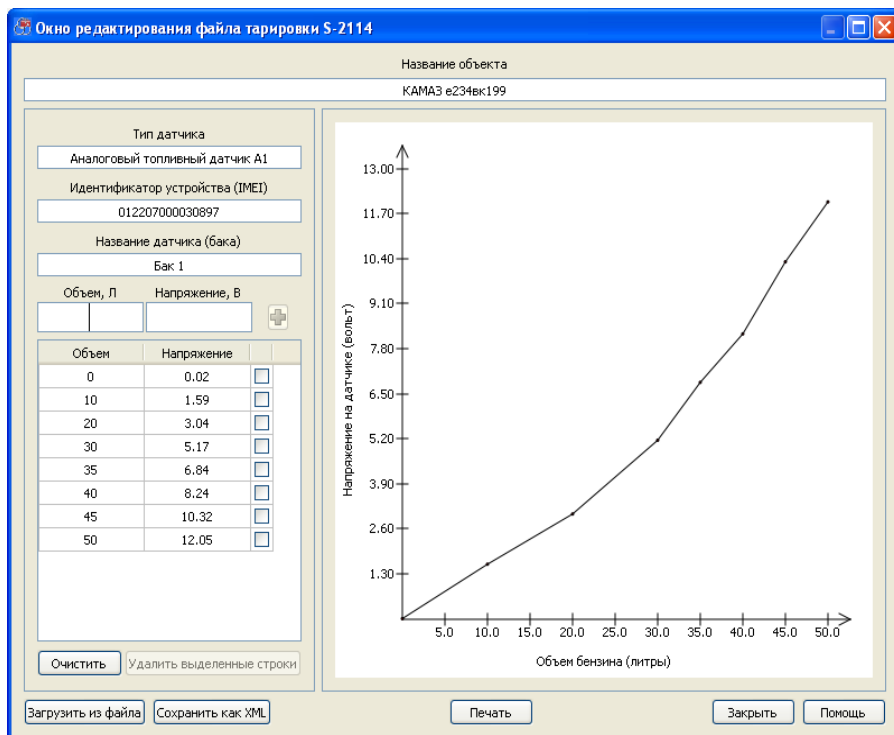 Окно редактирования файла тарировки S-2114
Название объекта
КАМАЗ е234вк199
Тип датчика
Аналоговый топливный датчик А1
Идентификатор устройства (IMEI)
012207000030897
Название датчика (бака)
Бак 1
Объем, Л Напряжение, В
Объем Напряжение
0 0.02
10 1.59
20 3.04
30 5.17
35 6.84
40 8.24
45 10.32
50 12.05
Очистить Удалить выделенные строки
Напряжение на датчике (вольт)
13.00
11.70
10.40
9.10
7.80
6.50
5.20
3.90
2.60
1.30
5.0 10.0 15.0 20.0 25.0 30.0 35.0 40.0 45.0 50.0
Объем бензина (литры)
Загрузить из файла Сохранить как XML Печать Закрыть Помощь